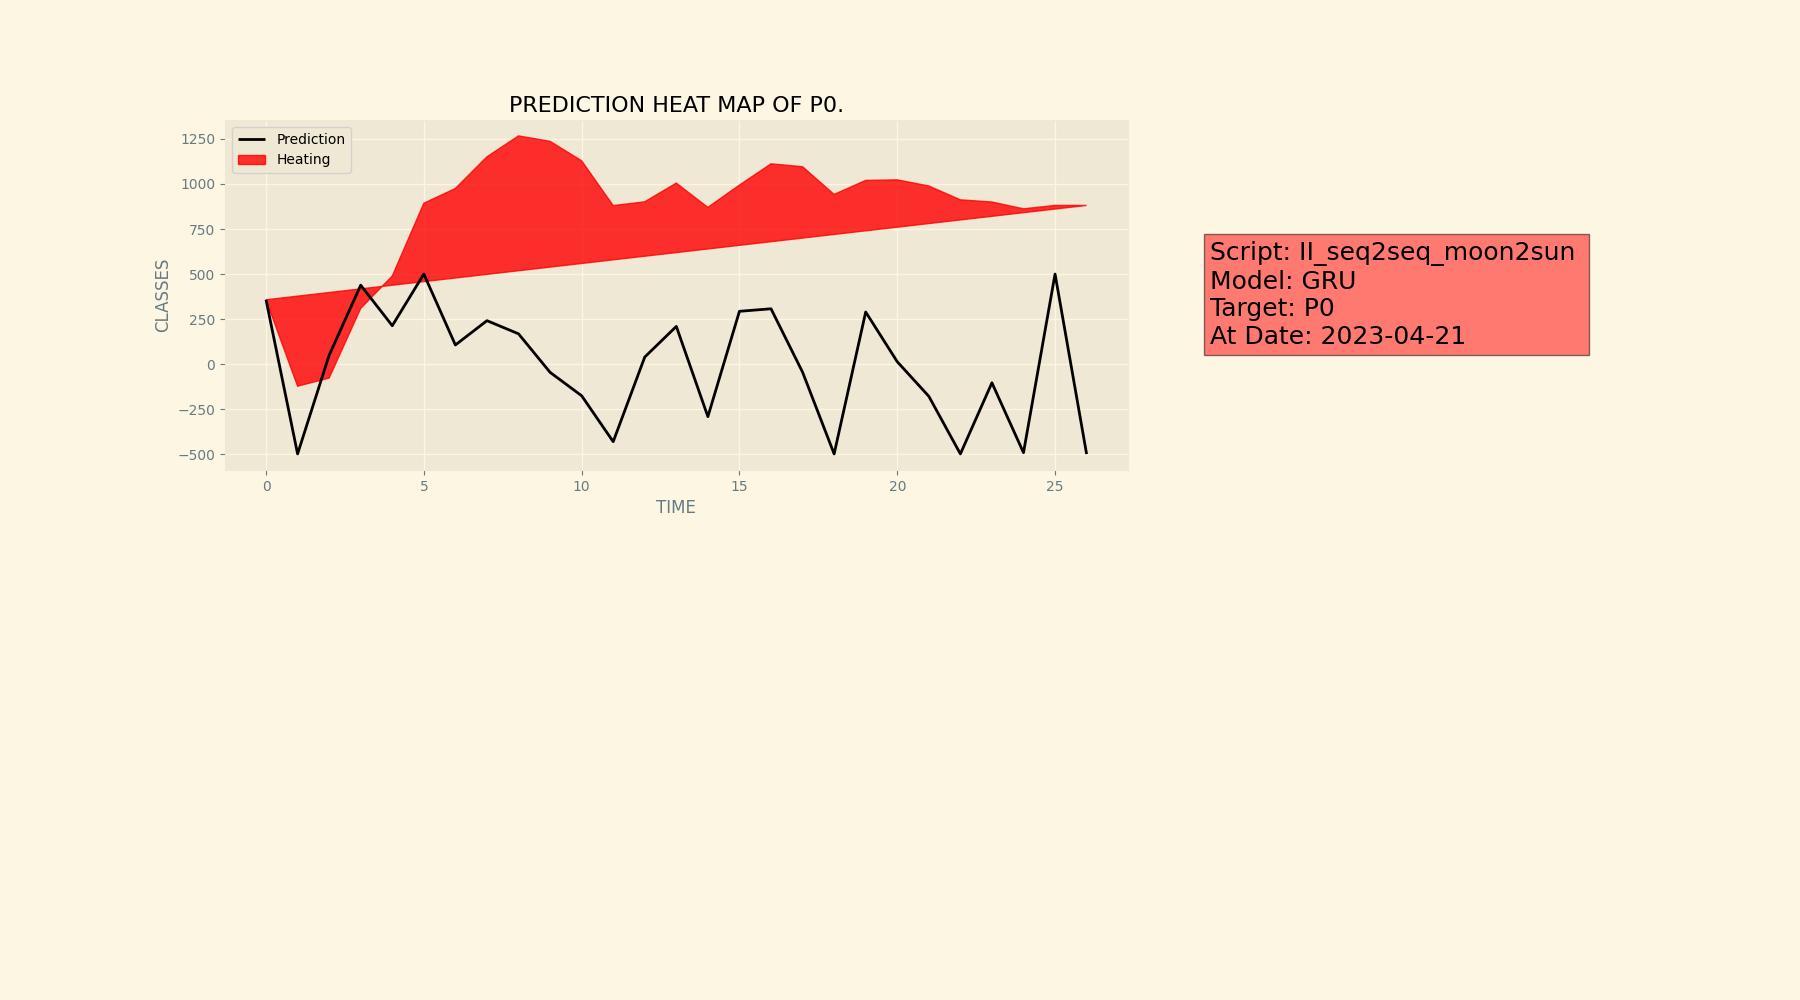 PREDICTION HEAT MAP OF P0.
Prediction
Heating
1250
1000
750
500
250
0
−250
−500
CLASSES
0 5 10 15 20 25
TIME
Script: II_seq2seq_moon2sun
Model: GRU
Target: P0
At Date: 2023-04-21